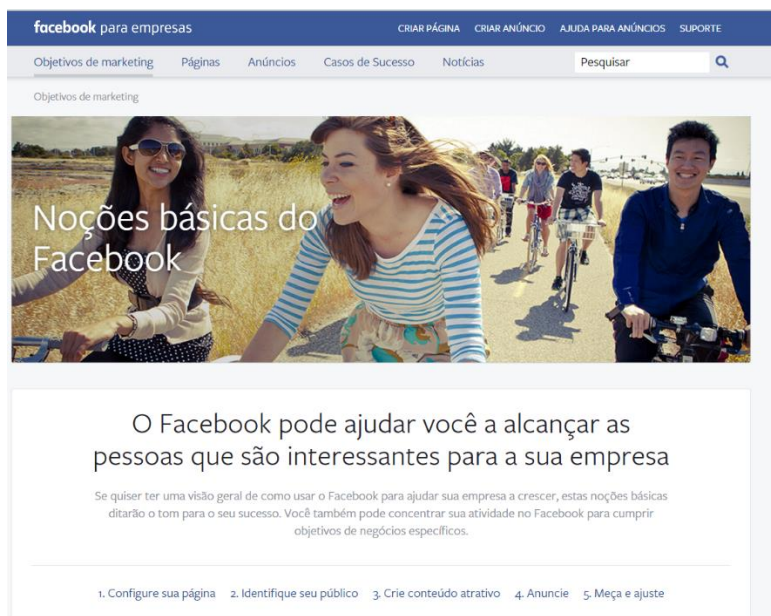 facebook para empresas
CRIAR PÁGINA CRIAR ANÚNCIO AJUDA PARA ANÚNCIOS SUPORTE
Objetivos de marketing Páginas Anúncios Casos de Sucesso Notícias Pesquisar
Objetivos de marketing
Noções básicas do
Facebook
O Facebook pode ajudar você a alcançar as
pessoas que são interessantes para a sua empresa
Se quiser ter uma visão geral de como usar o Facebook para ajudar sua empresa a crescer, estas noções básicas
ditarão o tom para o seu sucesso. Você também pode concentrar sua atividade no Facebook para cumprir
objetivos de negócios específicos.
1. Configure sua página 2. Identifique seu público 3. Crie conteúdo atrativo 4. Anuncie 5. Meça e ajuste